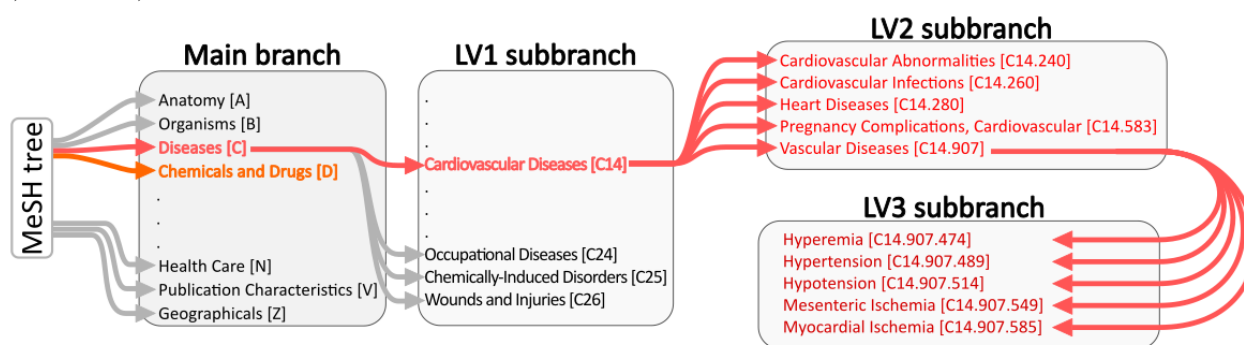 MeSH tree
Main branch
Anatomy [A]
Organisms [B]
Diseases [C]
Chemicals and Drugs [D]
.
.
.
Health Care [N]
Publication Characteristics [V]
Geographicals [Z]
LV1 subbranch
.
.
.
Cardiovascular Diseases [C14]
.
.
.
Occupational Diseases [C24]
Chemically-Induced Disorders [C25]
Wounds and Injuries [C26]
LV2 subbranch
Cardiovascular Abnormalities [C14.240]
Cardiovascular Infections [C14.260]
Heart Diseases [C14.280]
Pregnancy Complications, Cardiovascular [C14.583]
Vascular Diseases [C14.907]
LV3 subbranch
Hyperemia [C14.907.474]
Hypertension [C14.907.489]
Hypotension [C14.907.514]
Mesenteric Ischemia [C14.907.549]
Myocardial Ischemia [C14.907.585]